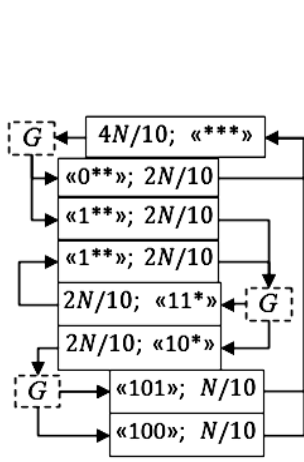 G
4N/10; «***»
«0**»; 2N/10
«1**»; 2N/10
«1**»; 2N/10
2N/10; «11*»
G
2N/10; «10*»
G
«101»; N/10
«100»; N/10